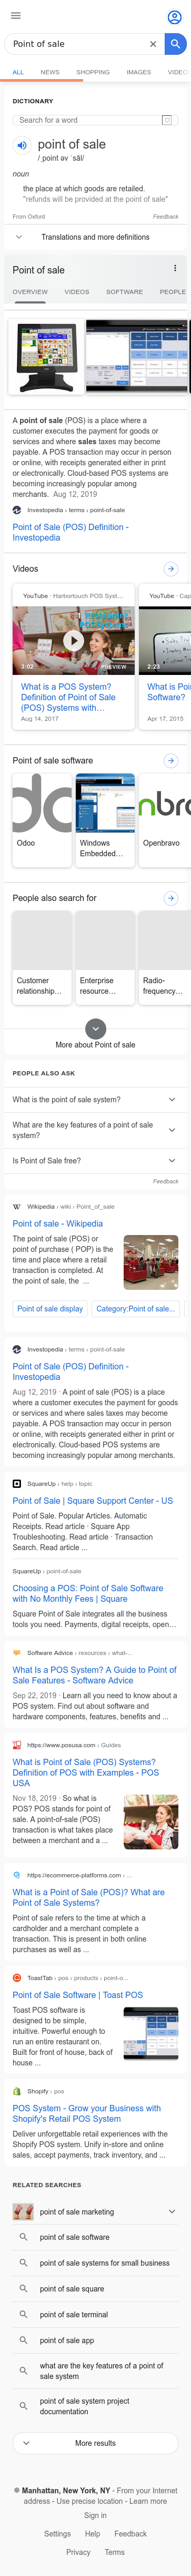 Point of sale
ALL NEWS SHOPPING IMAGES VIDEO
DICTIONARY
Search for a word
point of sale
/ˌpoint əv ˈsāl/
noun
the place at which goods are retailed.
"refunds will be provided at the point of sale"
From Oxford
Feedback
Translations and more definitions
Point of sale
OVERVIEW VIDEOS SOFTWARE PEOPLE
A point of sale (POS) is a place where a
customer executes the payment for goods or
services and where sales taxes may become
payable. A POS transaction may occur in person
or online, with receipts generated either in print
or electronically. Cloud-based POS systems are
becoming increasingly popular among
merchants. Aug 12, 2019
Investopedia › terms › point-of-sale
Point of Sale (POS) Definition -
Investopedia
Videos
YouTube · Harbortouch POS Syst...
3:02
PREVIEW
What is a POS System?
Definition of Point of Sale
(POS) Systems with...
Aug 14, 2017
YouTube · Cap
2:23
What is Poi
Software?
Apr 17, 2015
Point of sale software
Odoo
Windows
Embedded...
Openbravo
People also search for
Customer
relationship...
Enterprise
resource...
Radio-
frequency...
More about Point of sale
PEOPLE ALSO ASK
What is the point of sale system?
What are the key features of a point of sale
system?
Is Point of Sale free?
Feedback
Wikipedia › wiki › Point_of_sale
Point of sale - Wikipedia
The point of sale (POS) or
point of purchase ( POP) is the
time and place where a retail
transaction is completed. At
the point of sale, the ...
Point of sale display
Category:Point of sale...
Investopedia › terms › point-of-sale
Point of Sale (POS) Definition -
Investopedia
Aug 12, 2019 · A point of sale (POS) is a place
where a customer executes the payment for goods
or services and where sales taxes may become
payable. A POS transaction may occur in person
or online, with receipts generated either in print or
electronically. Cloud-based POS systems are
becoming increasingly popular among merchants.
SquareUp › help › topic
Point of Sale | Square Support Center - US
Point of Sale. Popular Articles. Automatic
Receipts. Read article · Square App
Troubleshooting. Read article · Transaction
Search. Read article ...
SquareUp › point-of-sale
Choosing a POS: Point of Sale Software
with No Monthly Fees | Square
Square Point of Sale integrates all the business
tools you need. Payments, digital receipts, open...
Software Advice › resources › what-...
What Is a POS System? A Guide to Point of
Sale Features - Software Advice
Sep 22, 2019 · Learn all you need to know about a
POS system. Find out about software and
hardware components, features, benefits and ...
https://www.posusa.com › Guides
What is Point of Sale (POS) Systems?
Definition of POS with Examples - POS
USA
Nov 18, 2019 · So what is
POS? POS stands for point of
sale. A point-of-sale (POS)
transaction is what takes place
between a merchant and a ...
https://ecommerce-platforms.com › ...
What is a Point of Sale (POS)? What are
Point of Sale Systems?
Point of sale refers to the time at which a
cardholder and the merchant complete a
transaction. This is present both in online
purchases as well as ...
ToastTab › pos › products › point-o...
Point of Sale Software | Toast POS
Toast POS software is
designed to be simple,
intuitive. Powerful enough to
run an entire restaurant on.
Built for front of house, back of
house ...
Shopify › pos
POS System - Grow your Business with
Shopify's Retail POS System
Deliver unforgettable retail experiences with the
Shopify POS system. Unify in-store and online
sales, accept payments, track inventory, and ...
RELATED SEARCHES
point of sale marketing
point of sale software
point of sale systems for small business
point of sale square
point of sale terminal
point of sale app
what are the key features of a point of
sale system
point of sale system project
documentation
More results
Manhattan, New York, NY - From your Internet
address - Use precise location - Learn more
Sign in
Settings Help Feedback
Privacy Terms